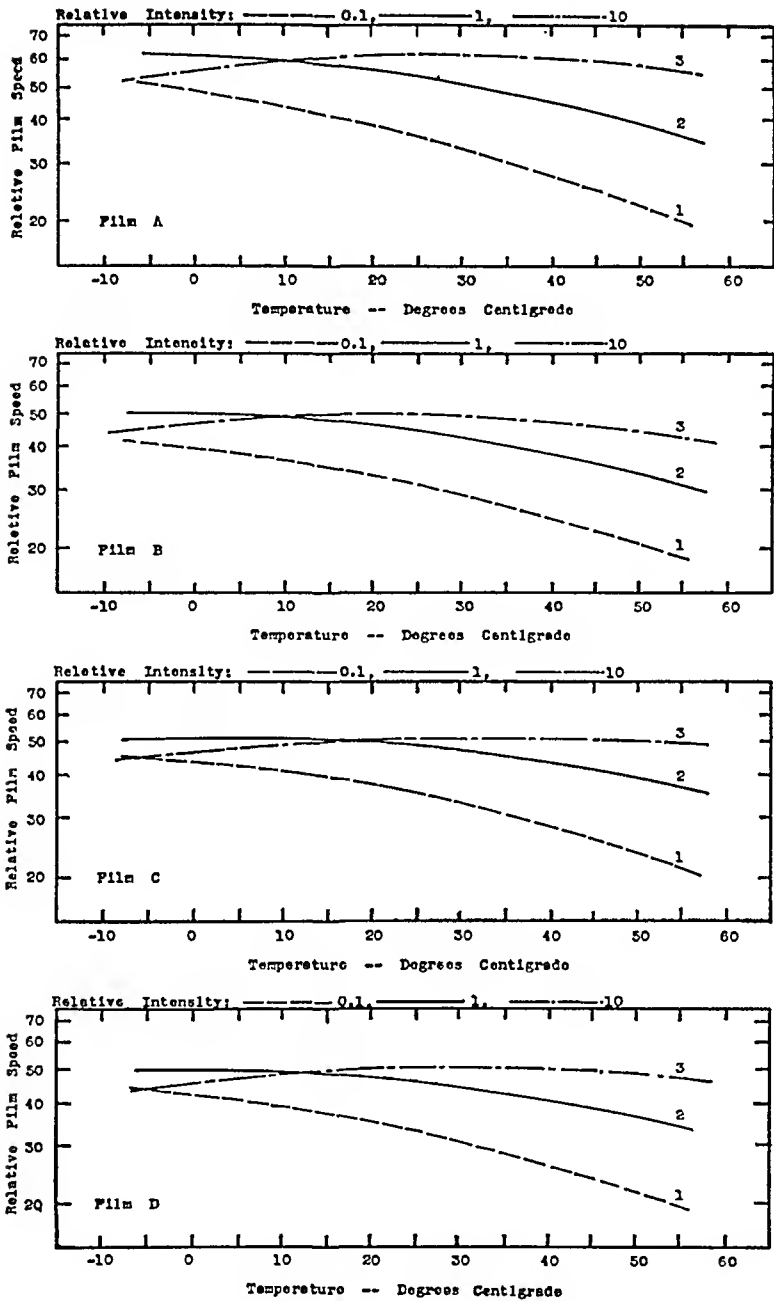 Relative Intensity: 0.1, 1, 10
70
60
50
40
30
20
Relative Film Speed
Film A
3
2
1
-10 0 10 20 30 40 50 60
Temperature -- Degrees Centigrade
Relative Intensity: 0.1, 1, 10
70
60
50
40
30
20
Relative Film Speed
Film B
3
2
1
-10 0 10 20 30 40 50 60
Temperature -- Degrees Centigrade
Relative Intensity: 0.1, 1, 10
70
60
50
40
30
20
Relative Film Speed
Film C
3
2
1
-10 0 10 20 30 40 50 60
Temperature -- Degrees Centigrade
Relative Intensity: 0.1, 1, 10
70
60
50
40
30
20
Relative Film Speed
Film D
3
2
1
-10 0 10 20 30 40 50 60
Temperature -- Degrees Centigrade